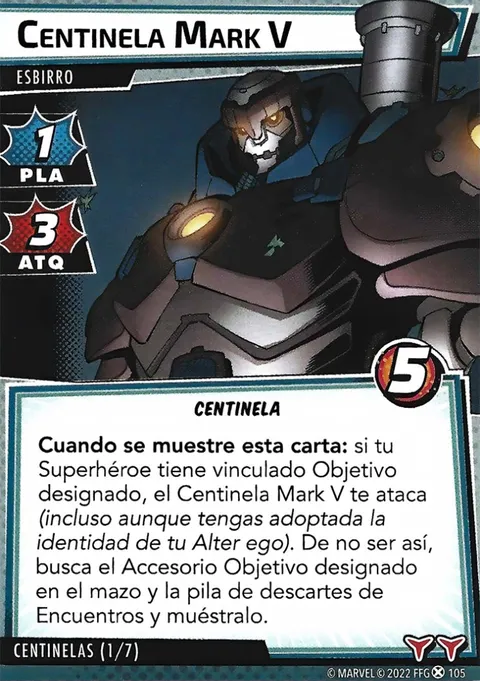 CENTINELA MARK V
ESBIRRO
1
PLA
3
ATQ
5
CENTINELA
Cuando se muestre esta carta: si tu
Superhéroe tiene vinculado Objetivo
designado, el Centinela Mark V te ataca
(incluso aunque tengas adoptada la
identidad de tu Alter ego). De no ser así,
busca el Accesorio Objetivo designado
en el mazo y la pila de descartes de
Encuentros y muéstralo.
CENTINELAS (1/7)
© MARVEL © 2022 FFG 105